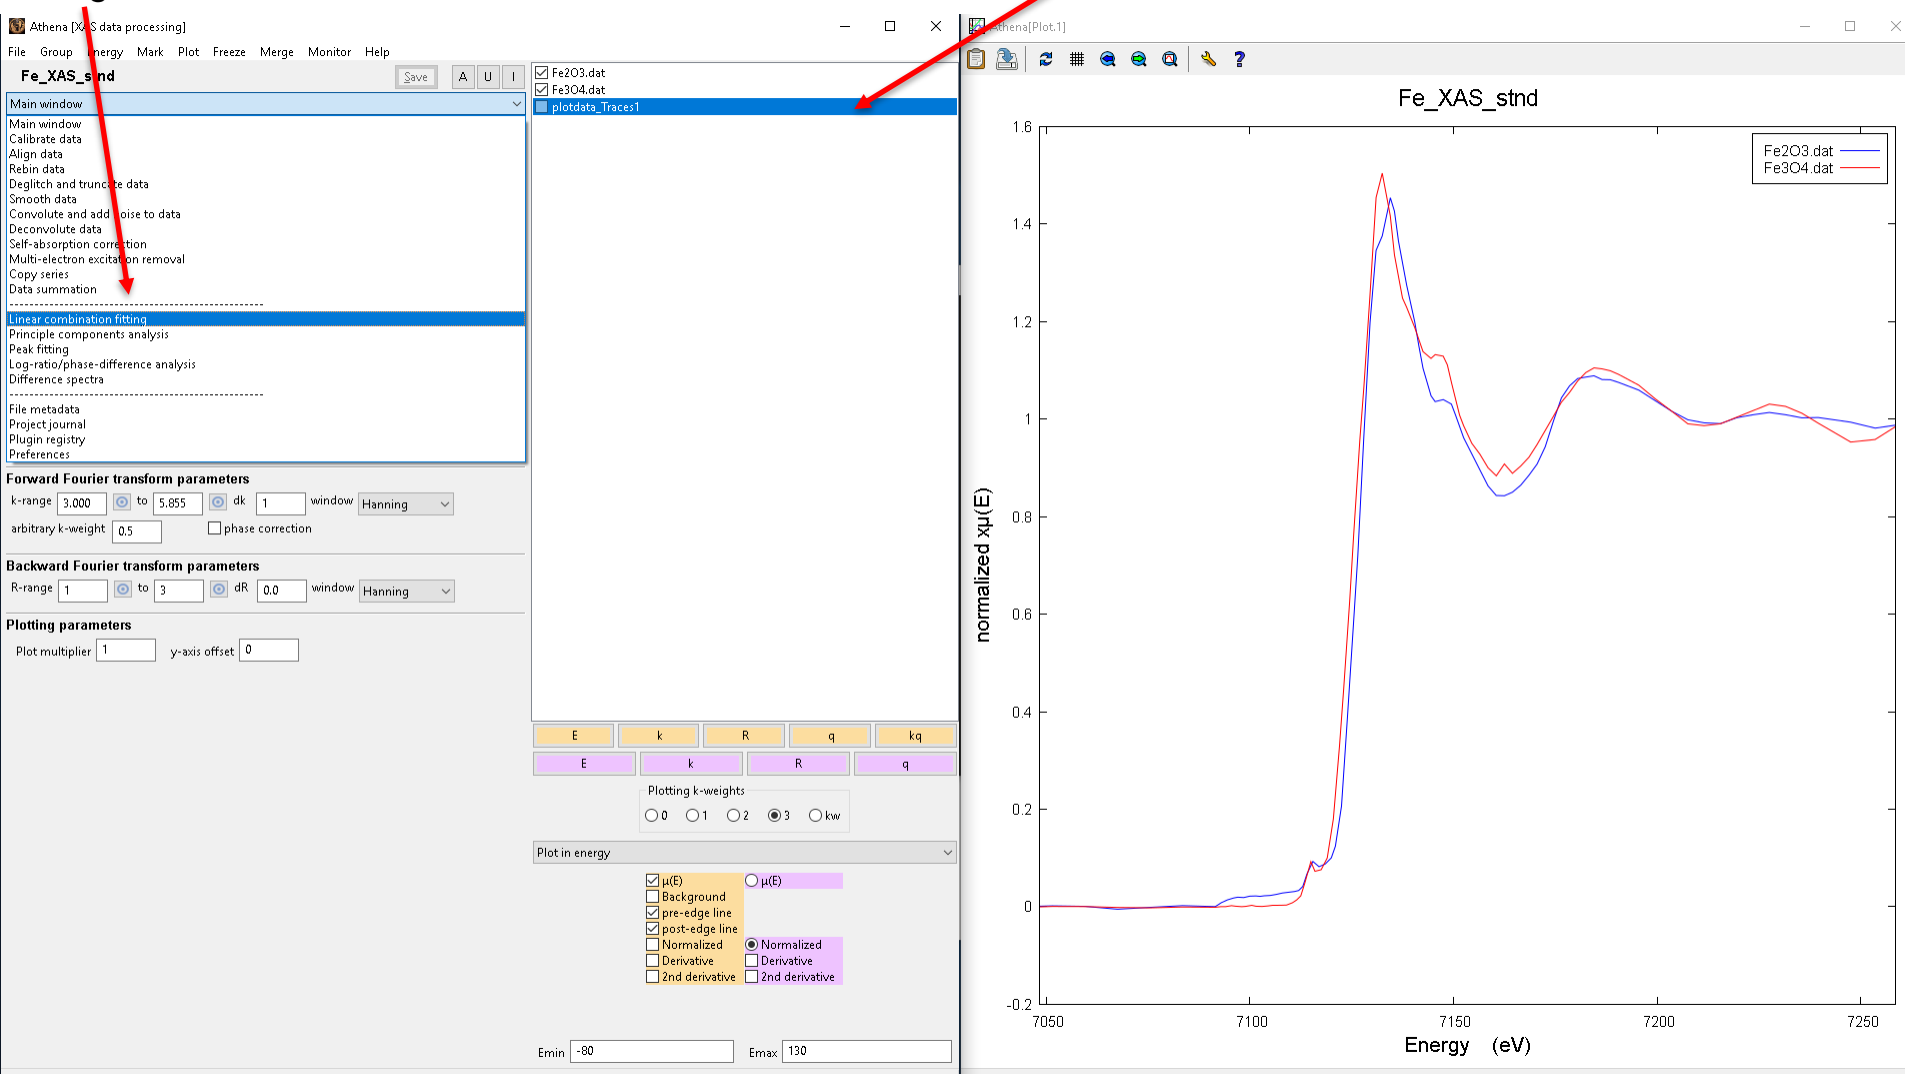 Athena [XAS data processing]
File Group Energy Mark Plot Freeze Merge Monitor Help
Fe_XAS_stnd
Save A U I
Main window
Main window
Calibrate data
Align data
Rebin data
Deglitch and truncate data
Smooth data
Convolute and add noise to data
Deconvolute data
Self-absorption correction
Multi-electron excitation removal
Copy series
Data summation
Linear combination fitting
Principle components analysis
Peak fitting
Log-ratio/phase-difference analysis
Difference spectra
File metadata
Project journal
Plugin registry
Preferences
Forward Fourier transform parameters
k-range 3.000 to 5.855 dk 1 window Hanning
arbitrary k-weight 0.5 phase correction
Backward Fourier transform parameters
R-range 1 to 3 dR 0.0 window Hanning
Plotting parameters
Plot multiplier 1 y-axis offset 0
Fe2O3.dat
Fe3O4.dat
plotdata_Traces1
E k R q kq
E k R q
Plotting k-weights
0 1 2 3 kw
Plot in energy
μ(E) μ(E)
Background
pre-edge line
post-edge line
Normalized Normalized
Derivative Derivative
2nd derivative 2nd derivative
Emin -80 Emax 130
Athena[Plot.1]
Fe_XAS_stnd
Fe2O3.dat
Fe3O4.dat
1.6
1.4
1.2
1
0.8
0.6
0.4
0.2
0
-0.2
normalized xμ(E)
7050 7100 7150 7200 7250
Energy (eV)